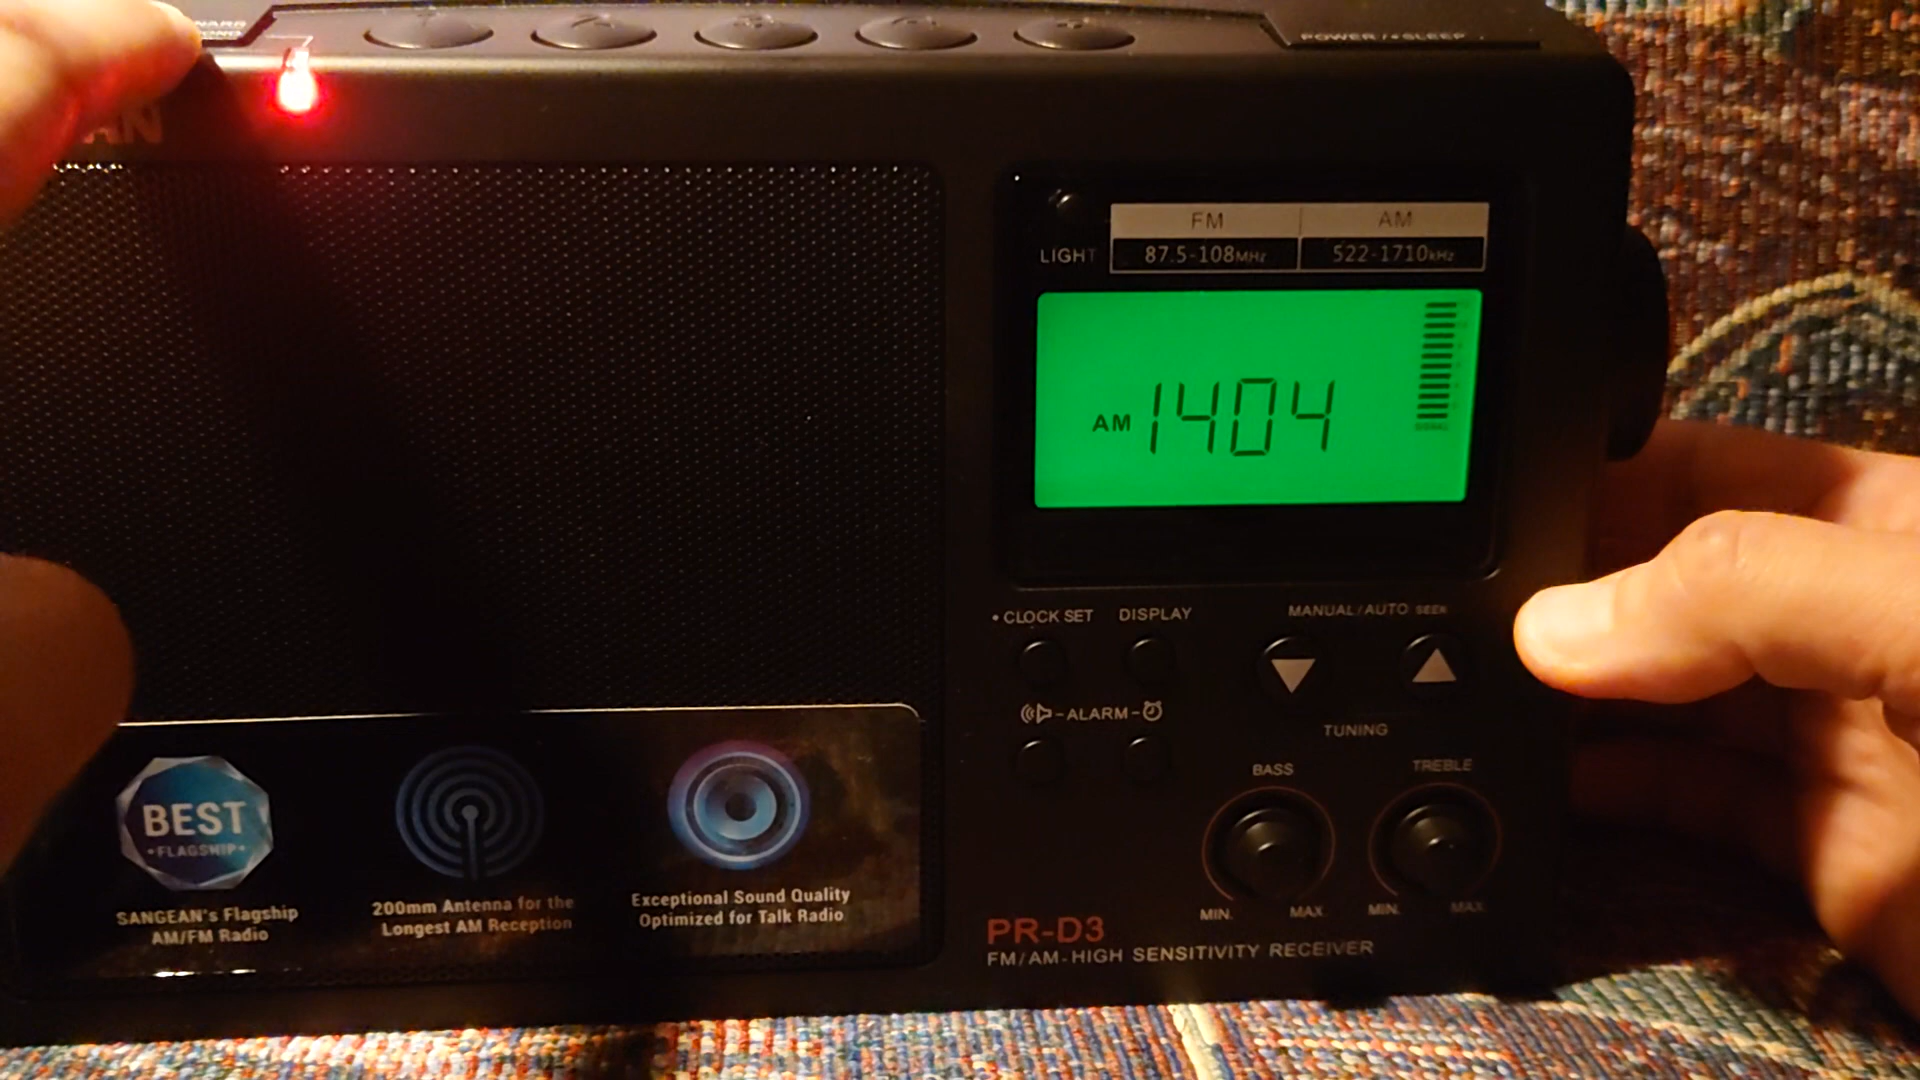 POWER / •SLEEP
AN
FM AM
LIGHT 87.5-108MHz 522-1710kHz
AM 1404
• CLOCK SET DISPLAY MANUAL / AUTO SEEK
-ALARM-
TUNING
BASS TREBLE
MIN. MAX MIN. MAX
BEST
•FLAGSHIP•
SANGEAN's Flagship
AM/FM Radio
200mm Antenna for the
Longest AM Reception
Exceptional Sound Quality
Optimized for Talk Radio
PR-D3
FM/AM-HIGH SENSITIVITY RECEIVER